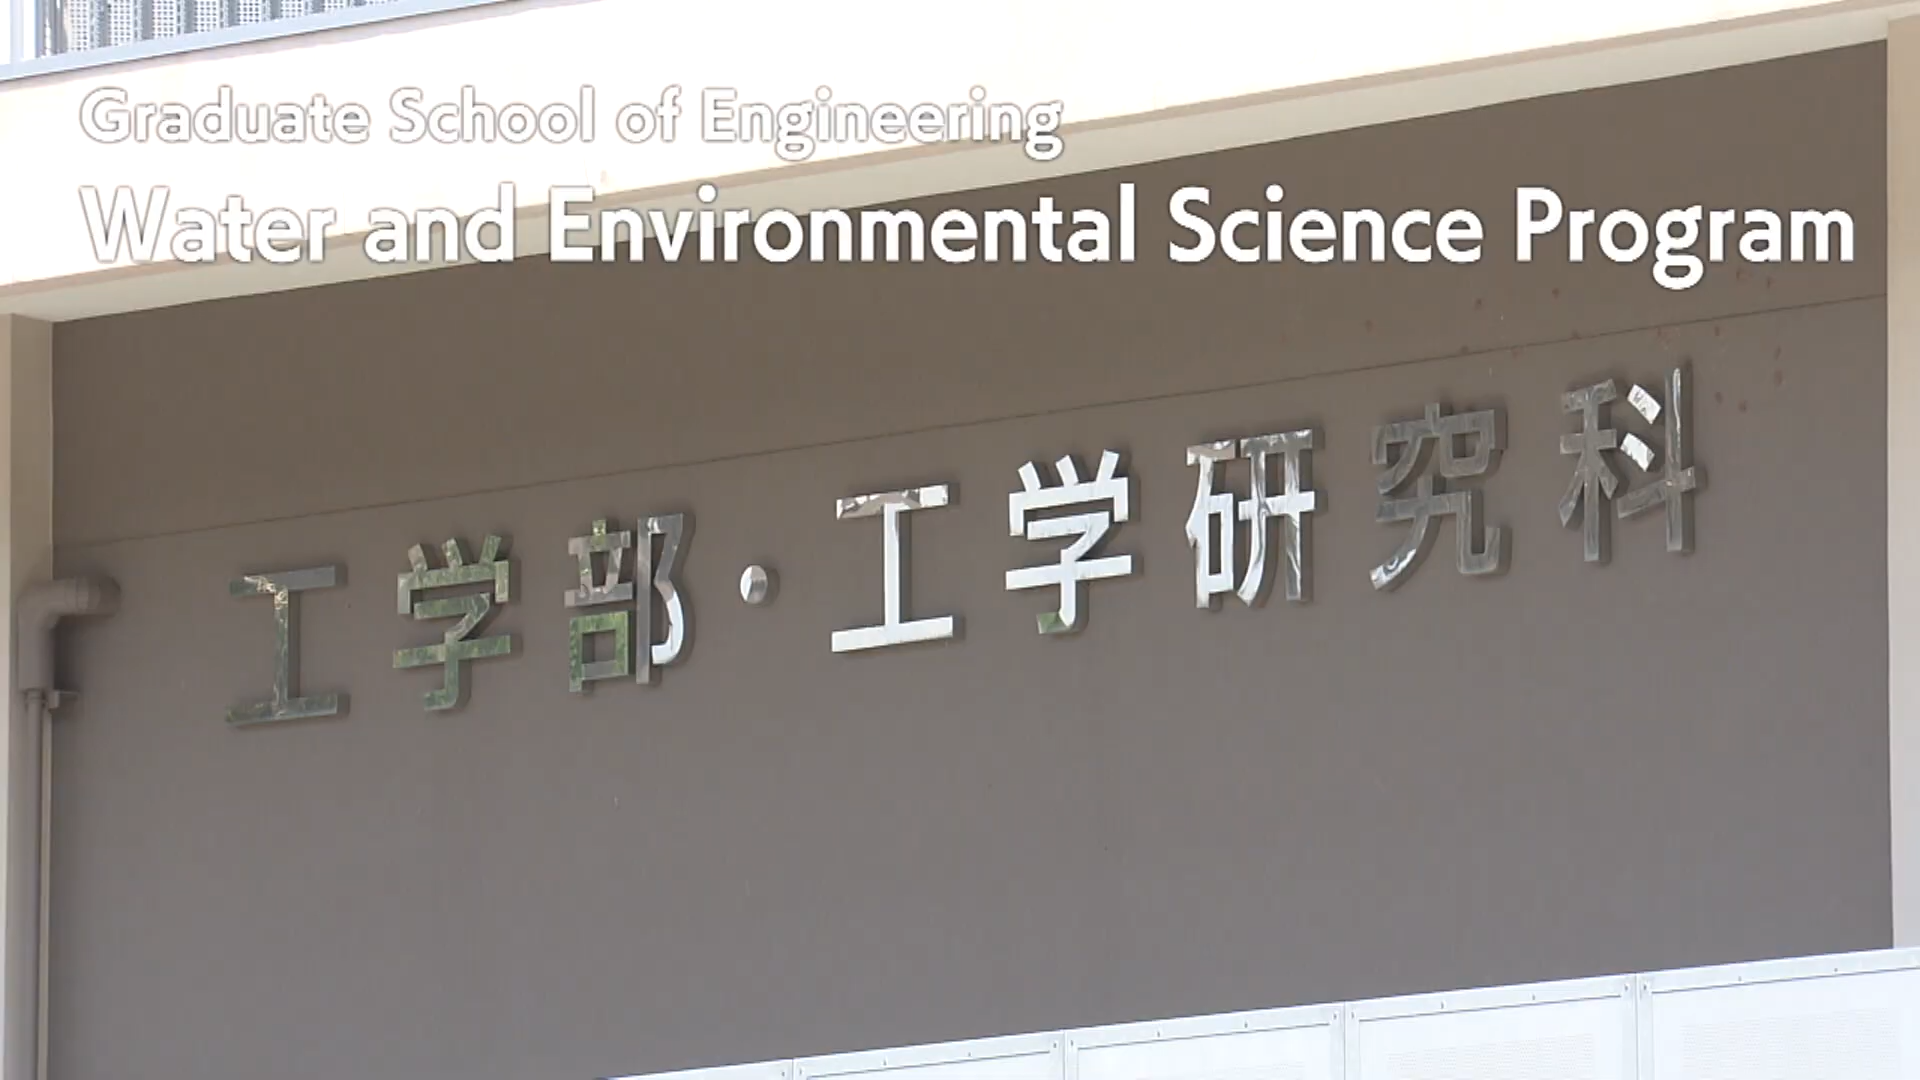 Graduate School of Engineering
Water and Environmental Science Program
工学部・工学研究科